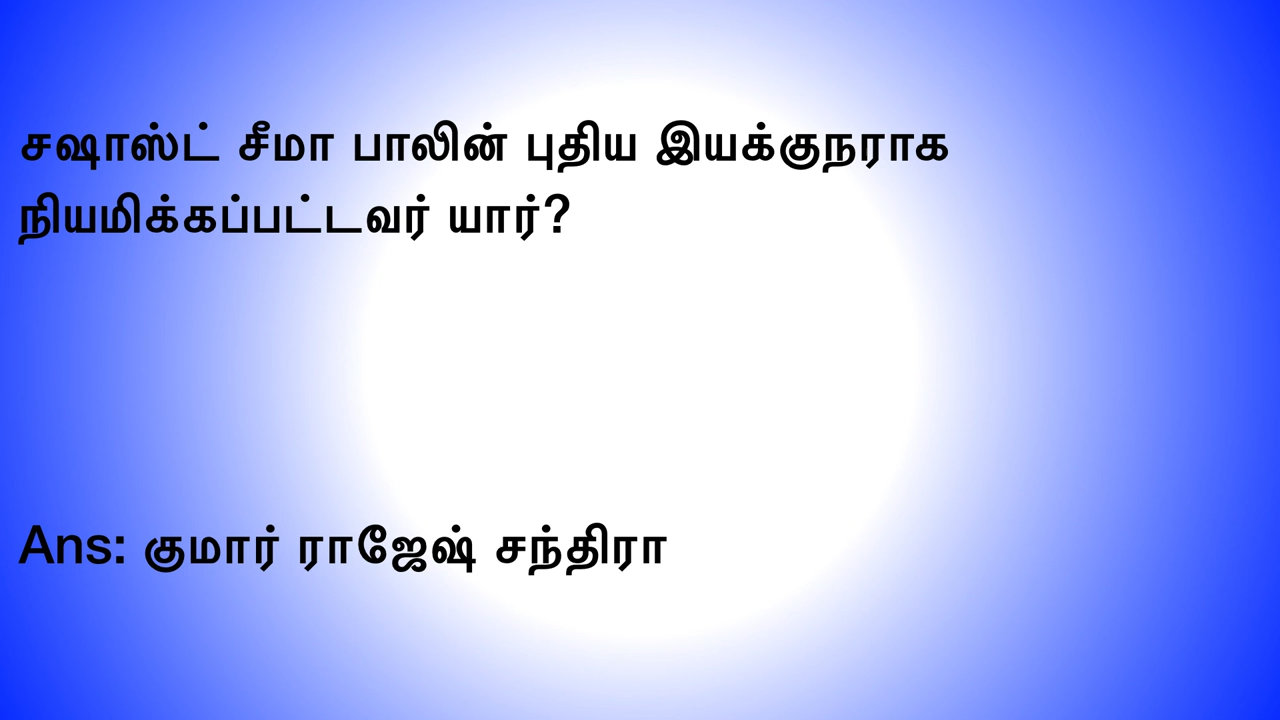 சஷாஸ்ட் சீமா பாலின் புதிய இயக்குநராக
நியமிக்கப்பட்டவர் யார்?
Ans: குமார் ராஜேஷ் சந்திரா